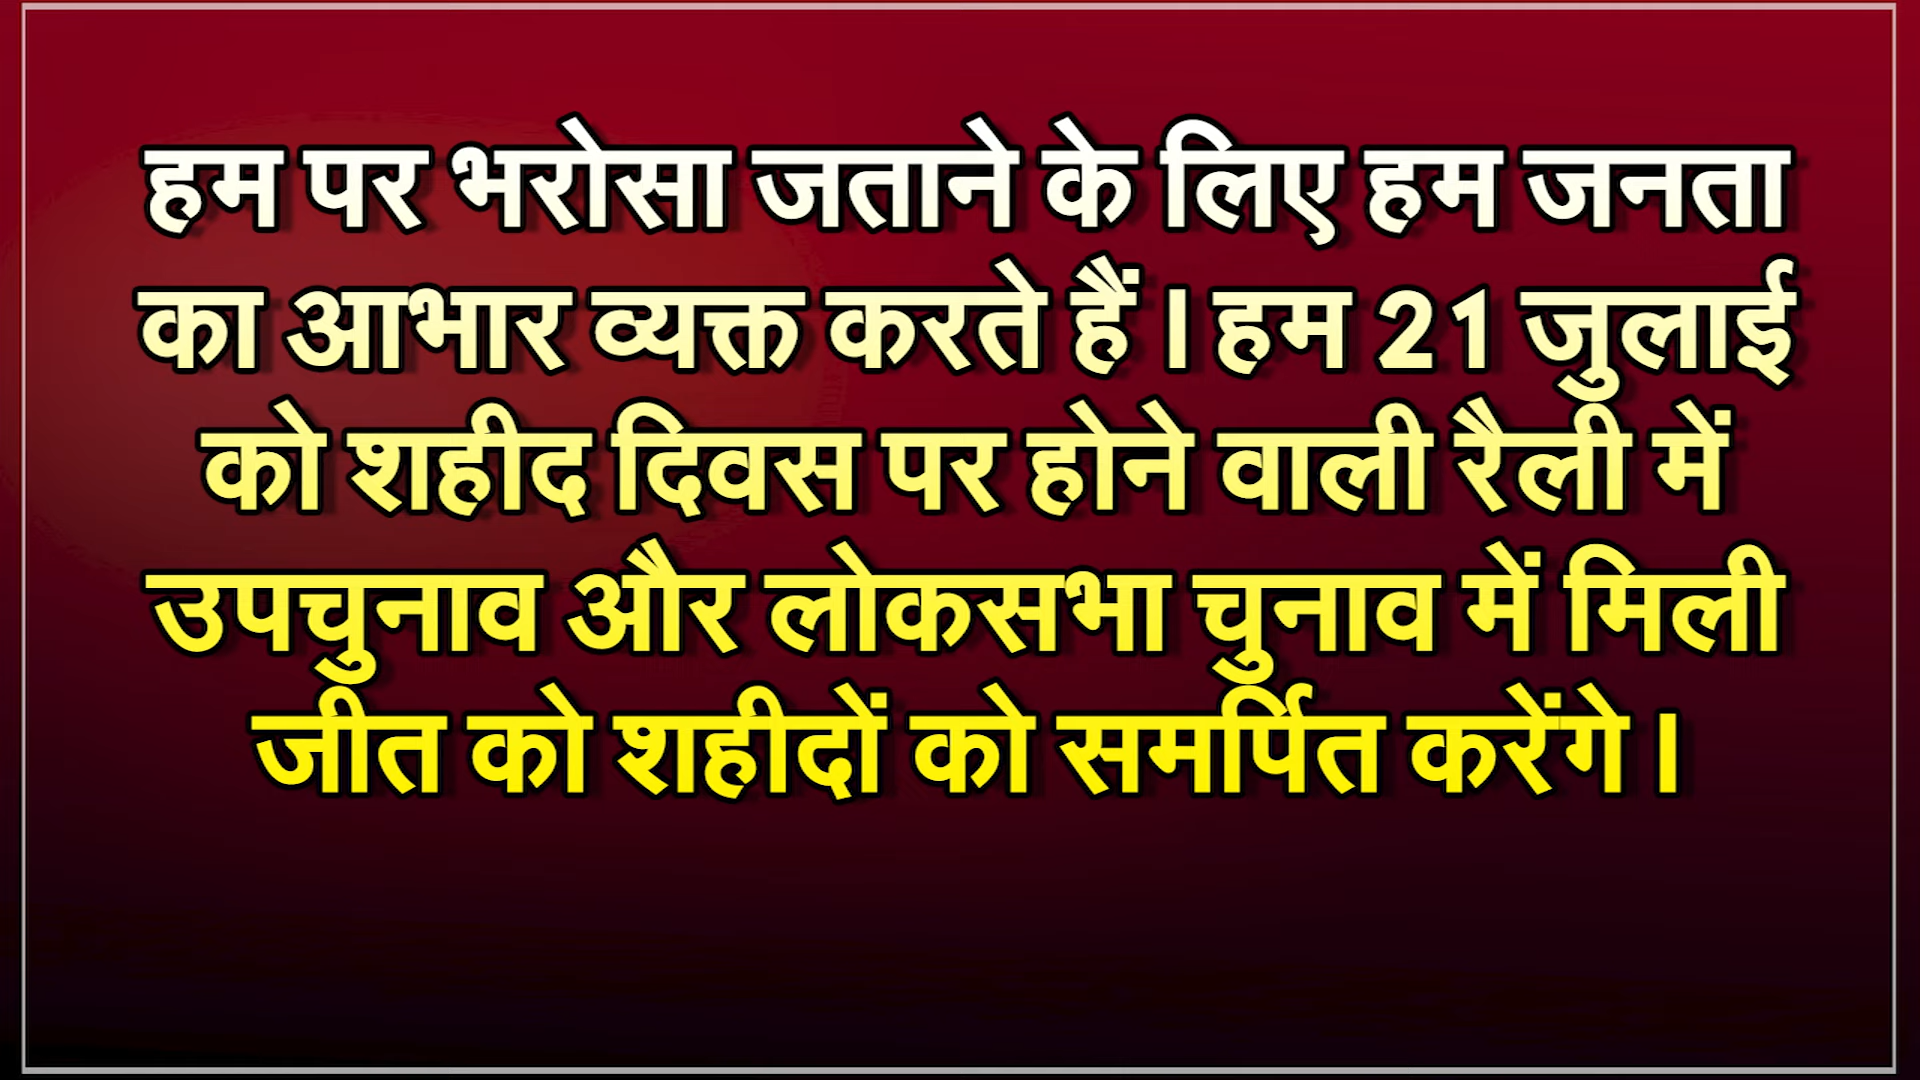 हम पर भरोसा जताने के लिए हम जनता
का आभार व्यक्त करते हैं । हम 21 जुलाई
को शहीद दिवस पर होने वाली रैली में
उपचुनाव और लोकसभा चुनाव में मिली
जीत को शहीदों को समर्पित करेंगे ।